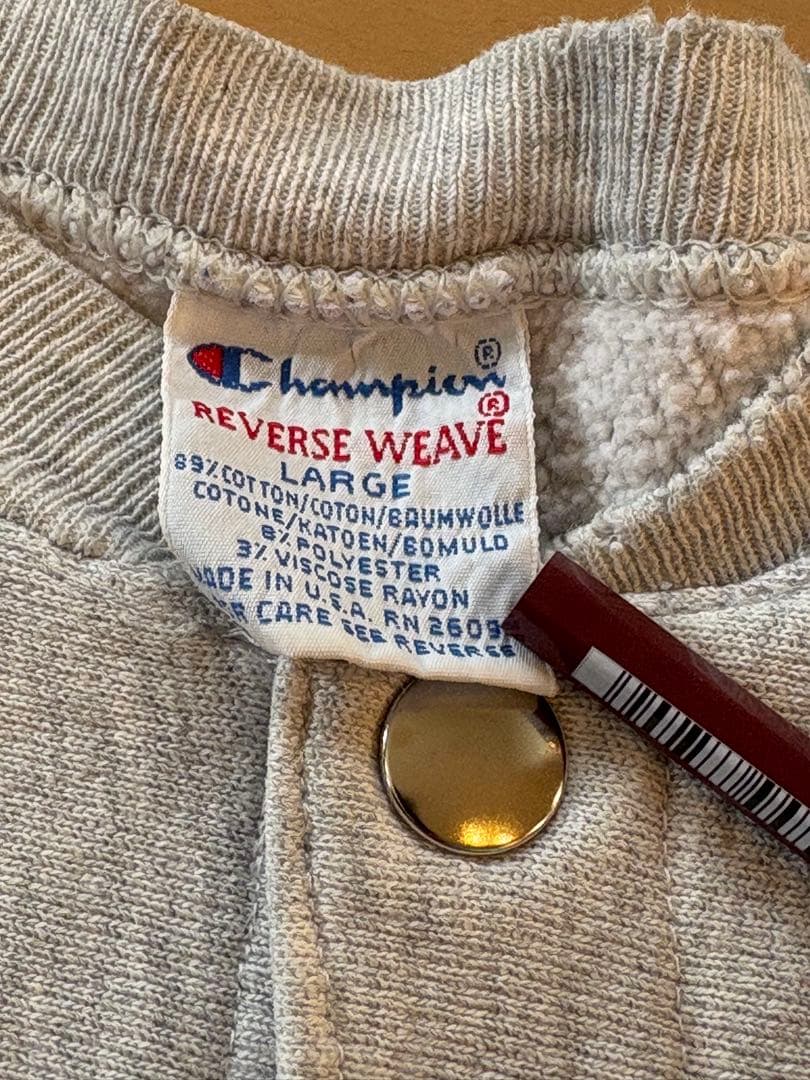 Champion®
REVERSE WEAVE®
LARGE
89% COTTON/COTON/BAUMWOLLE
COTONE/KATOEN/BOMULD
8% POLYESTER
3% VISCOSE RAYON
MADE IN U.S.A. RN 2609
CARE SEE REVERSE